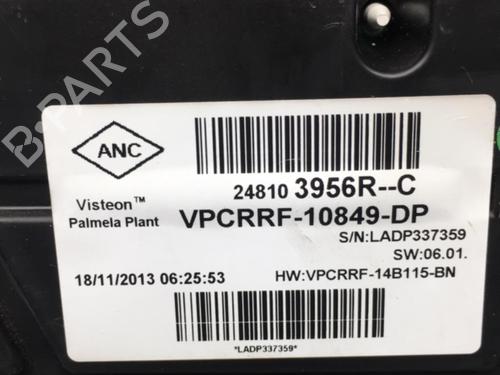 B-PARTS
ANC
24810 3956R--C
Visteon™
Palmela Plant
VPCRRF-10849-DP
S/N:LADP337359
SW:06.01.
18/11/2013 06:25:53
HW:VPCRRF-14B115-BN
*LADP337359*